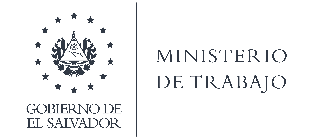 GOBIERNO DE
EL SALVADOR
MINISTERIO
DE TRABAJO